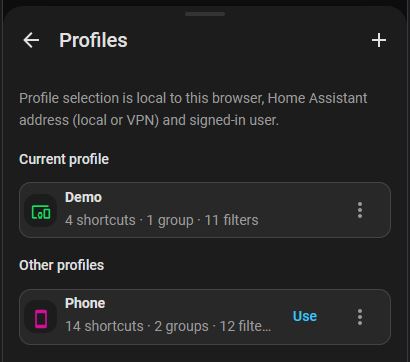 Profiles
Profile selection is local to this browser, Home Assistant
address (local or VPN) and signed-in user.
Current profile
Demo
4 shortcuts · 1 group · 11 filters
Other profiles
Phone
14 shortcuts · 2 groups · 12 filte...
Use